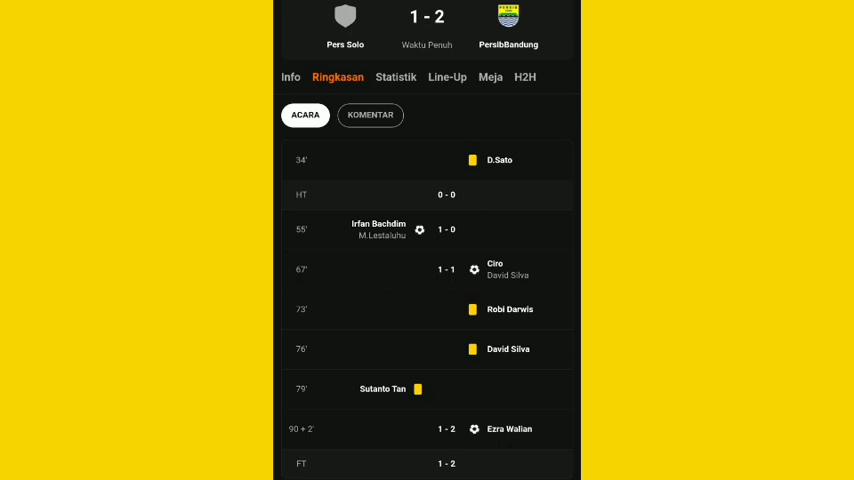 1 - 2
PERSIB
Pers Solo
Waktu Penuh
PersibBandung
Info Ringkasan Statistik Line-Up Meja H2H
ACARA KOMENTAR
34' D.Sato
HT 0 - 0
55' Irfan Bachdim 1 - 0
M.Lestaluhu
67' 1 - 1 Ciro
David Silva
73' Robi Darwis
76' David Silva
79' Sutanto Tan
90 + 2' 1 - 2 Ezra Walian
FT 1 - 2